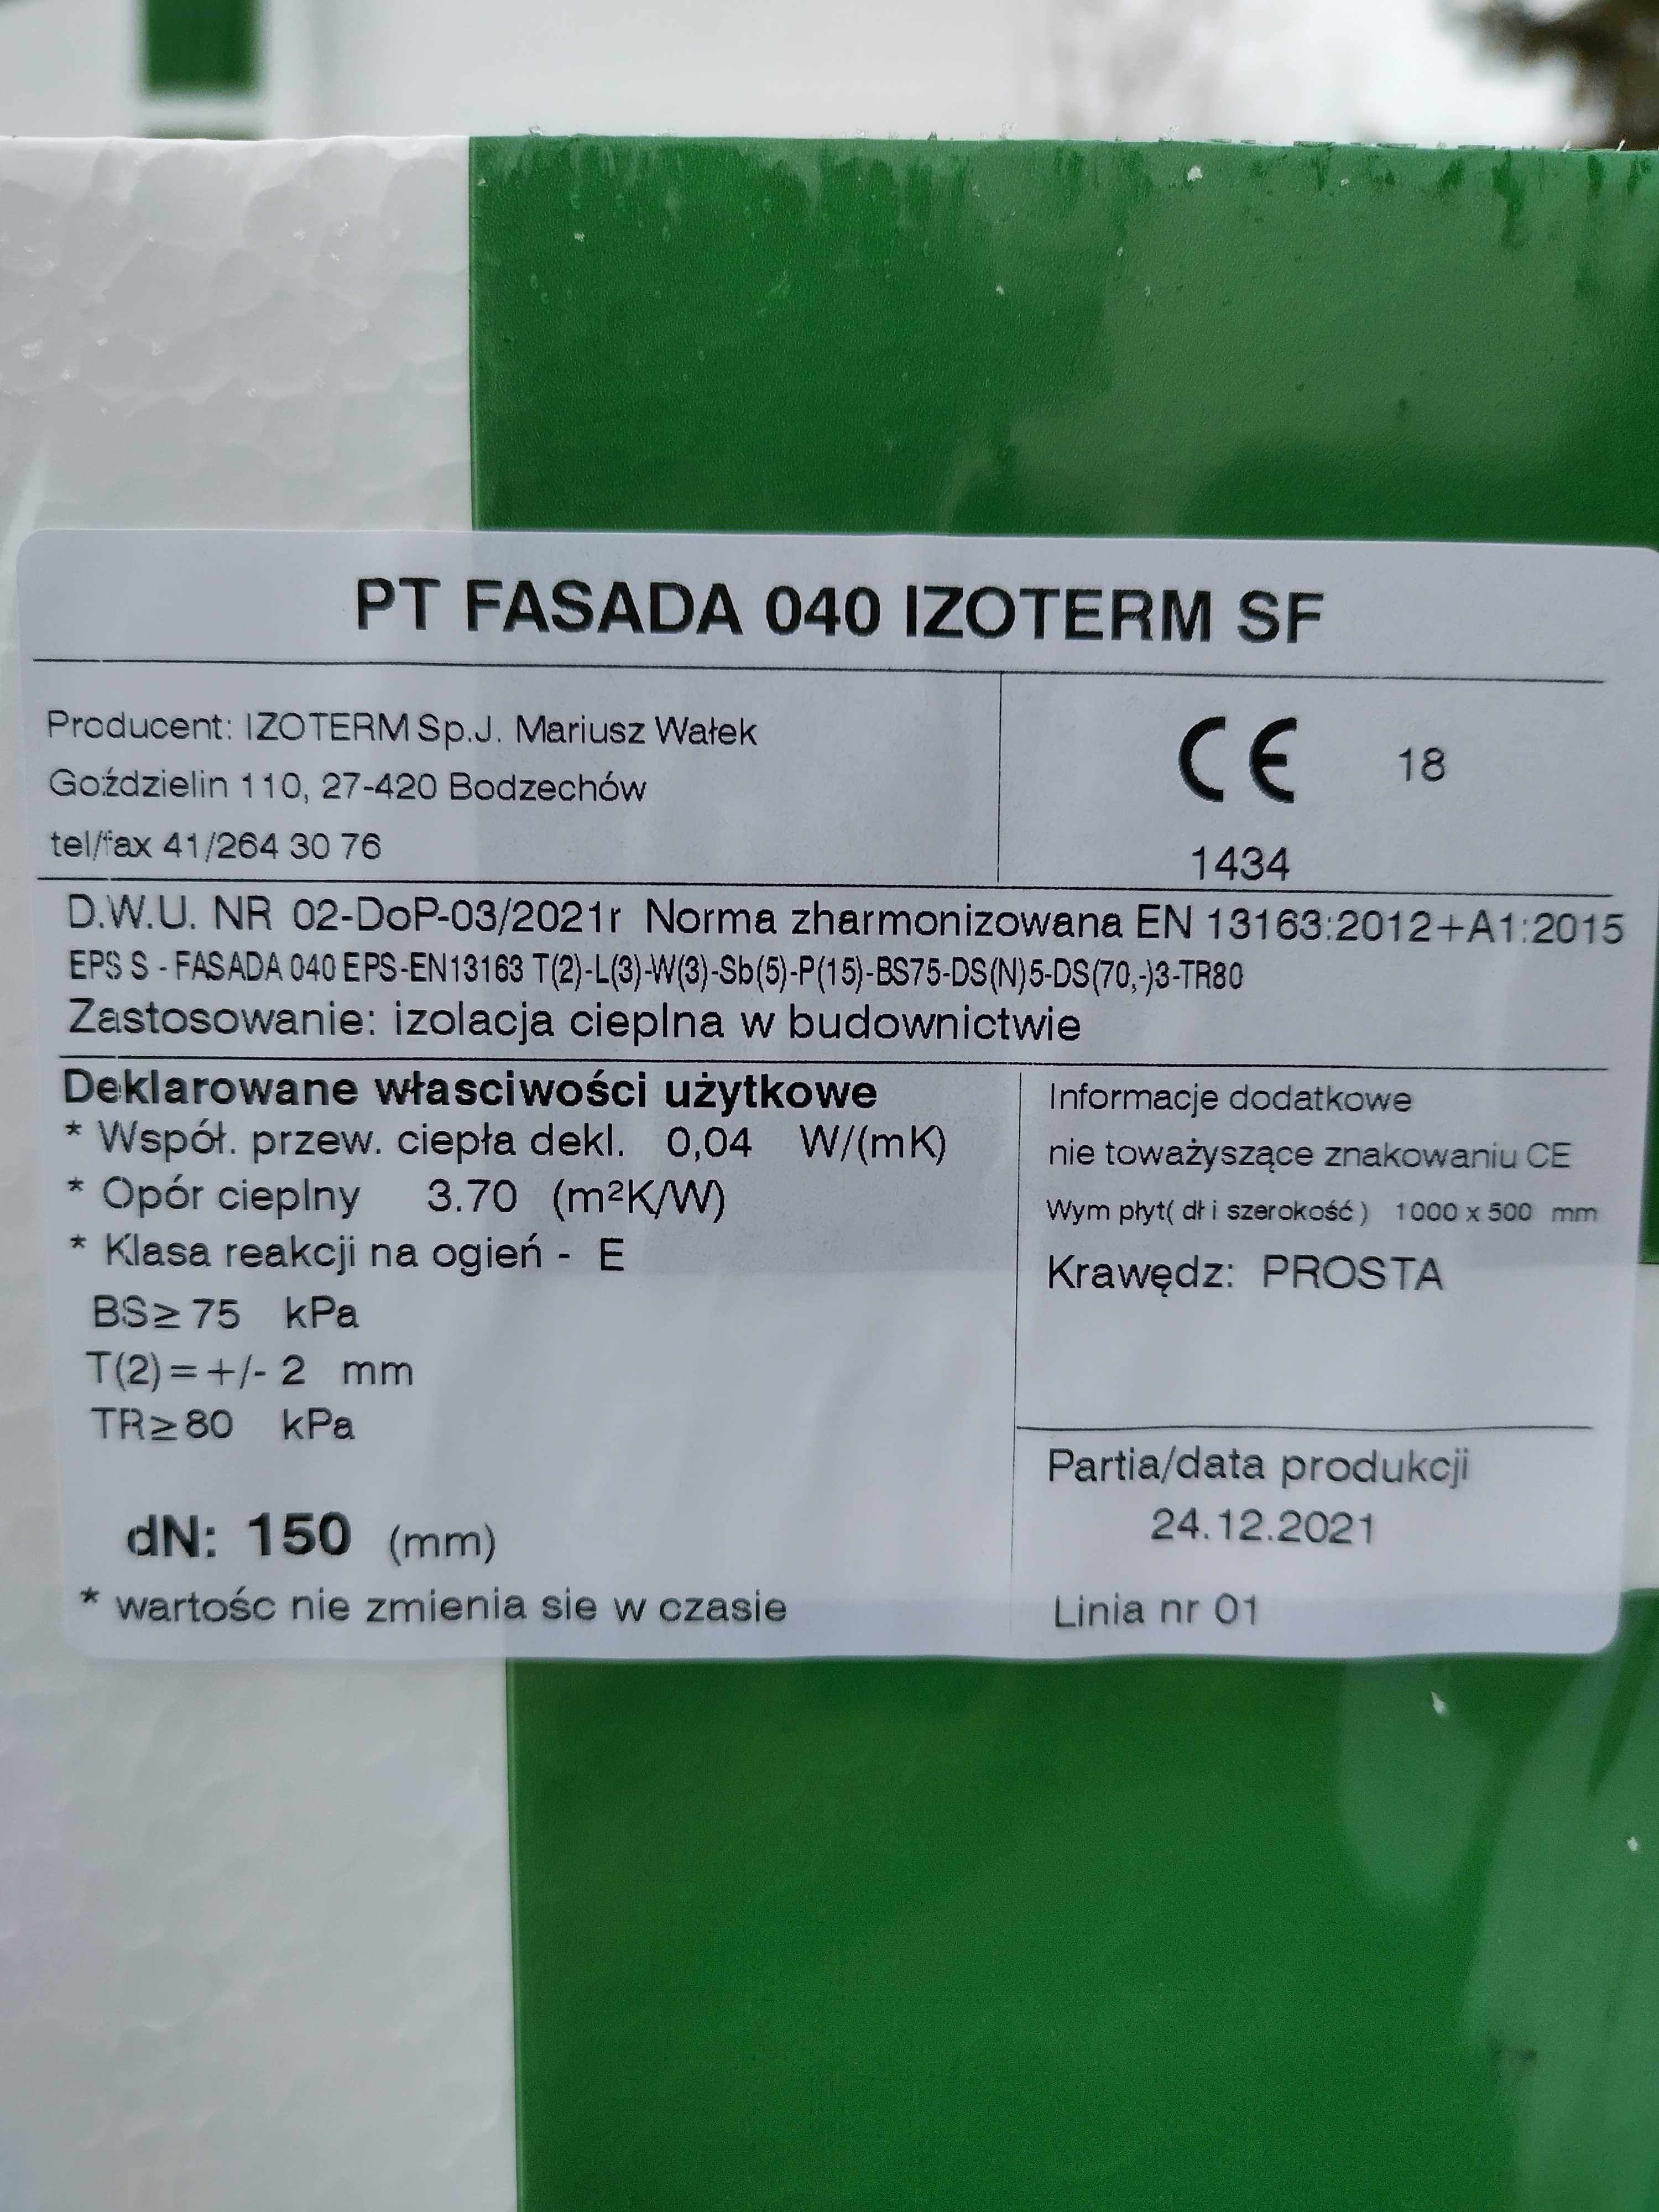 PT FASADA 040 IZOTERM SF
Producent: IZOTERM Sp.J. Mariusz Wałek
Goździelin 110, 27-420 Bodzechów
tel/fax 41/264 30 76
CE 18
1434
D.W.U. NR 02-DoP-03/2021r Norma zharmonizowana EN 13163:2012+A1:2015
EPS S - FASADA 040 EPS-EN13163 T(2)-L(3)-W(3)-Sb(5)-P(15)-BS75-DS(N)5-DS(70,-)3-TR80
Zastosowanie: izolacja cieplna w budownictwie
Deklarowane własciwości użytkowe
* Współ. przew. ciepła dekl. 0,04 W/(mK)
* Opór cieplny 3.70 (m²K/W)
* Klasa reakcji na ogień - E
BS≥75 kPa
T(2)=+/- 2 mm
TR≥80 kPa
dN: 150 (mm)
* wartośc nie zmienia sie w czasie
Informacje dodatkowe
nie toważyszące znakowaniu CE
Wym płyt( dł i szerokość) 1000 x 500 mm
Krawędz: PROSTA
Partia/data produkcji
24.12.2021
Linia nr 01